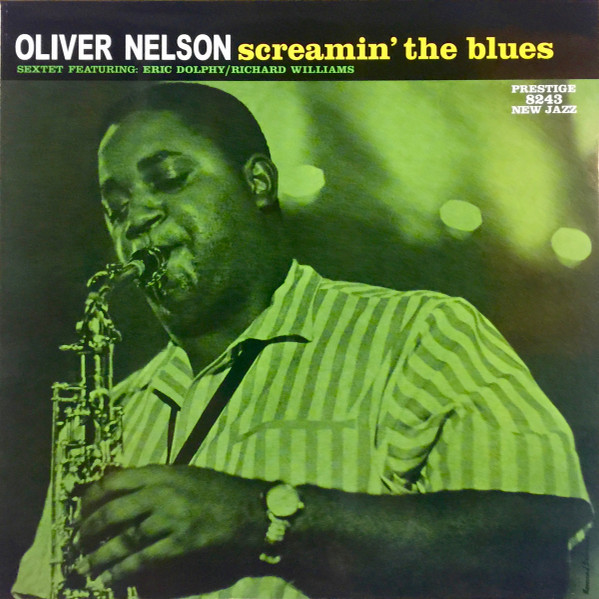 OLIVER NELSON screamin' the blues
SEXTET FEATURING: ERIC DOLPHY/RICHARD WILLIAMS
PRESTIGE
8243
NEW JAZZ